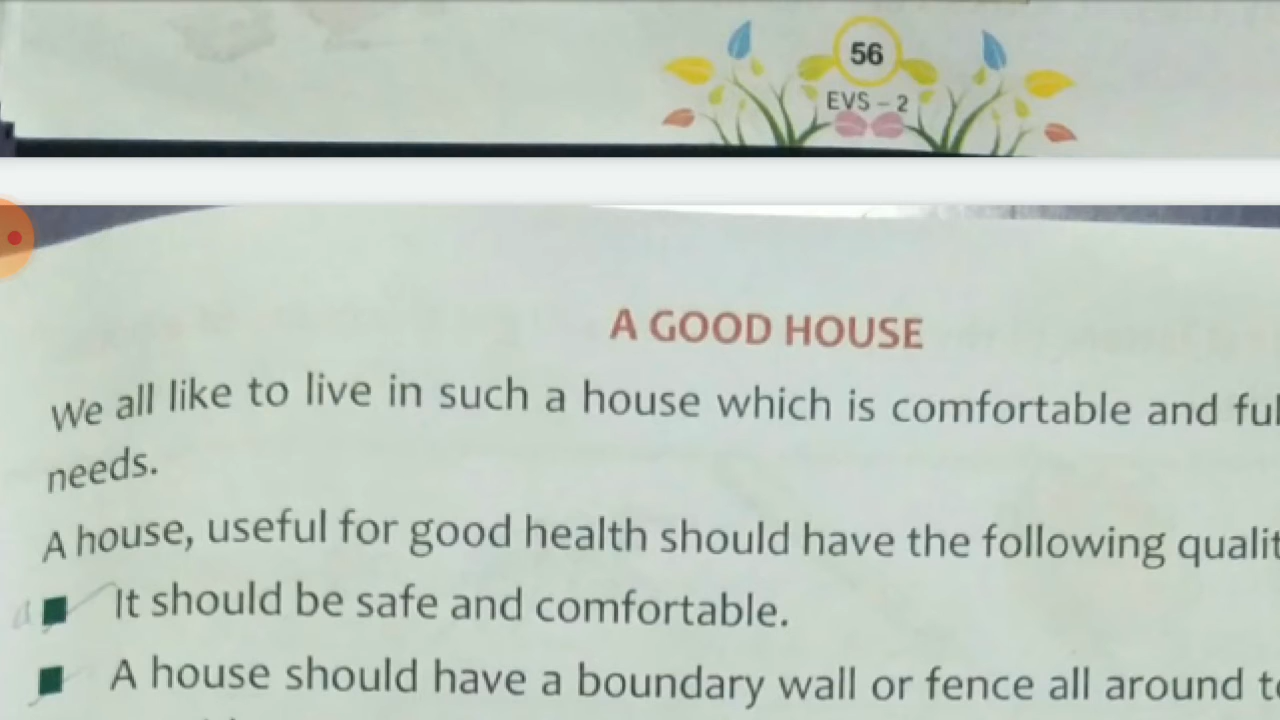 56
EVS – 2
A GOOD HOUSE
We all like to live in such a house which is comfortable and
needs.
A house, useful for good health should have the following
It should be safe and comfortable.
A house should have a boundary wall or fence all around